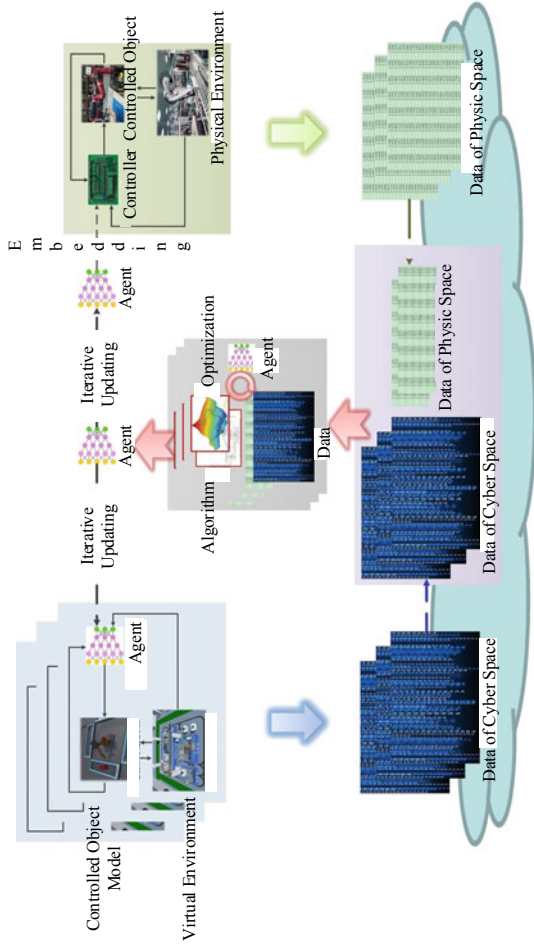 Controlled Object
Model
Virtual Environment
Agent
Iterative
Updating
Agent
Iterative
Updating
Agent
Embedding
Controller
Controlled Object
Physical Environment
Algorithm
Optimization
Agent
Data
Data of Cyber Space
Data of Cyber Space
Data of Physic Space
Data of Physic Space